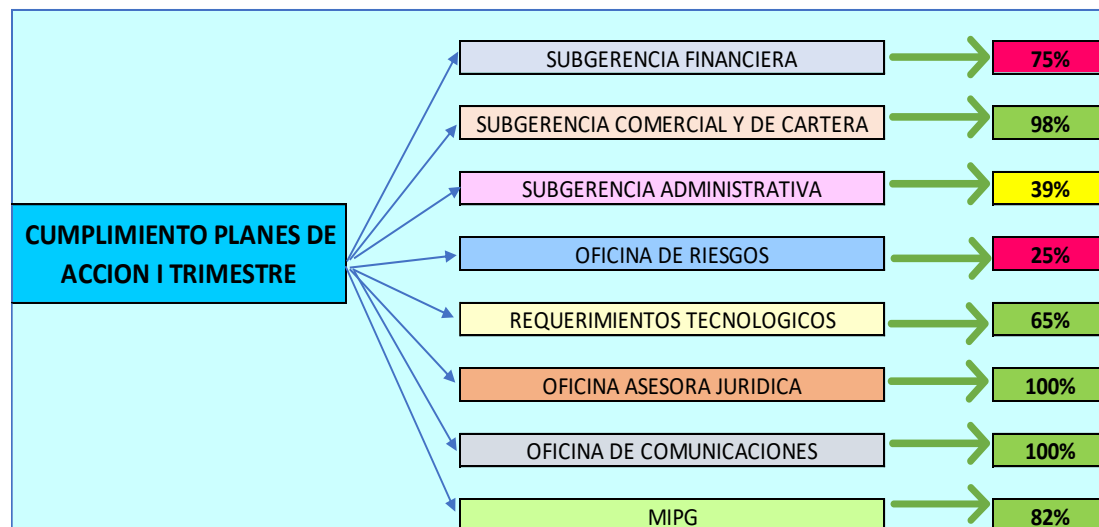 CUMPLIMIENTO PLANES DE
ACCION I TRIMESTRE
SUBGERENCIA FINANCIERA 75%
SUBGERENCIA COMERCIAL Y DE CARTERA 98%
SUBGERENCIA ADMINISTRATIVA 39%
OFICINA DE RIESGOS 25%
REQUERIMIENTOS TECNOLOGICOS 65%
OFICINA ASESORA JURIDICA 100%
OFICINA DE COMUNICACIONES 100%
MIPG 82%